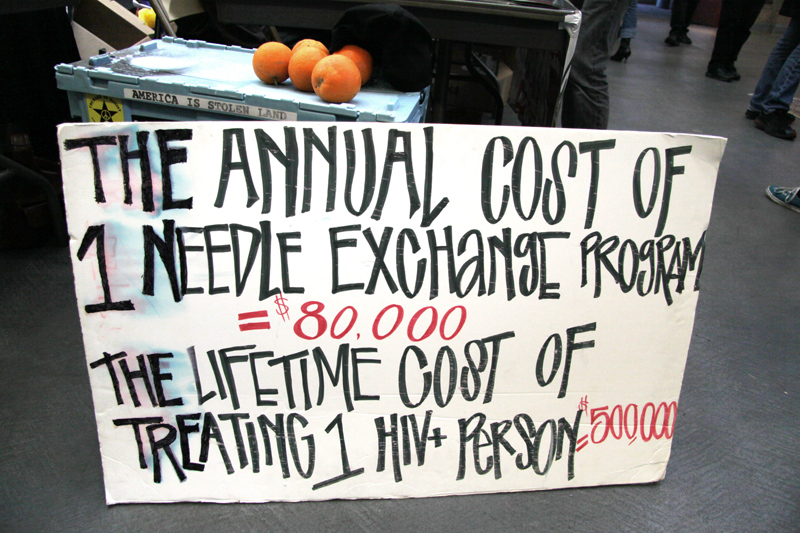 AMERICA IS STOLEN LAND
THE ANNUAL COST OF
1 NEEDLE EXCHANGE PROGRAM
= $80,000
THE LIFETIME COST OF
TREATING 1 HIV+ PERSON = $500,000